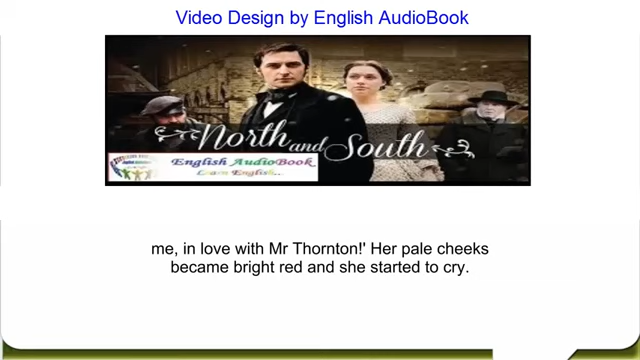 Video Design by English AudioBook
North and South
English AudioBook
Learn English...
me, in love with Mr Thornton!' Her pale cheeks
became bright red and she started to cry.